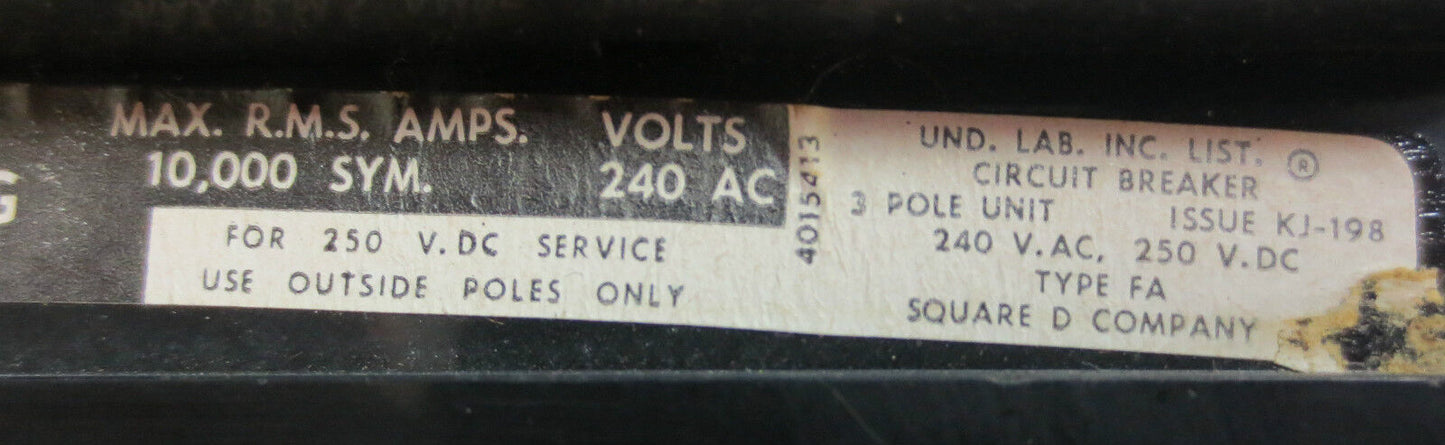 MAX. R.M.S. AMPS. VOLTS
10,000 SYM. 240 AC
G
FOR 250 V.DC SERVICE
USE OUTSIDE POLES ONLY
4015413
UND. LAB. INC. LIST. ®
CIRCUIT BREAKER
3 POLE UNIT ISSUE KJ-198
240 V.AC, 250 V.DC
TYPE FA
SQUARE D COMPANY